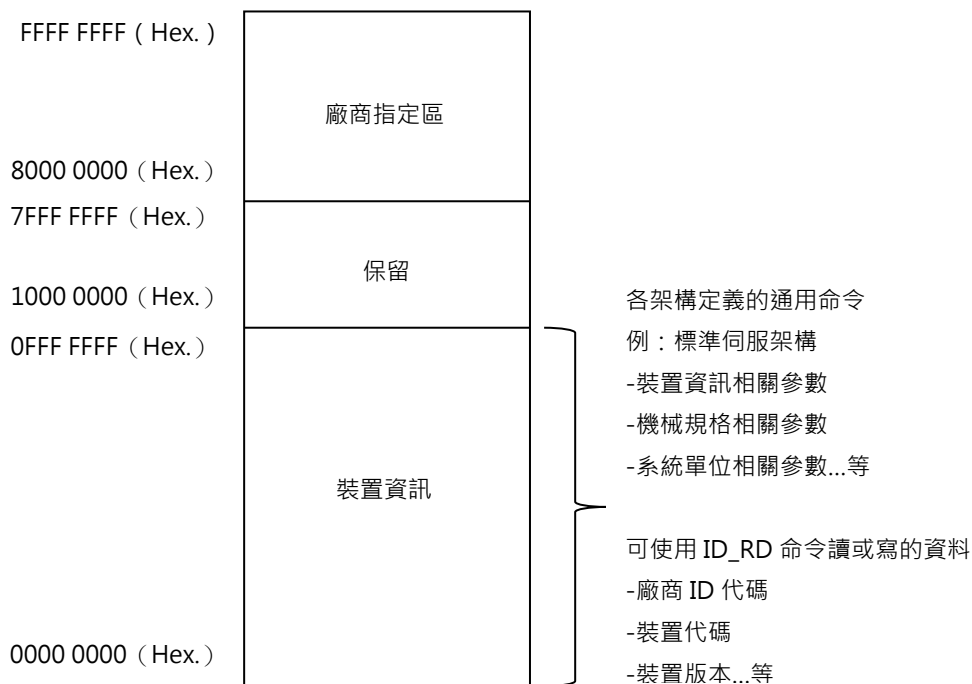 FFFF FFFF ( Hex. )
廠商指定區
8000 0000（Hex.）
7FFF FFFF（Hex.）
保留
1000 0000（Hex.）
0FFF FFFF（Hex.）
裝置資訊
0000 0000（Hex.）
各架構定義的通用命令
例：標準伺服架構
-裝置資訊相關參數
-機械規格相關參數
-系統單位相關參數...等
可使用 ID_RD 命令讀或寫的資料
-廠商 ID 代碼
-裝置代碼
-裝置版本...等